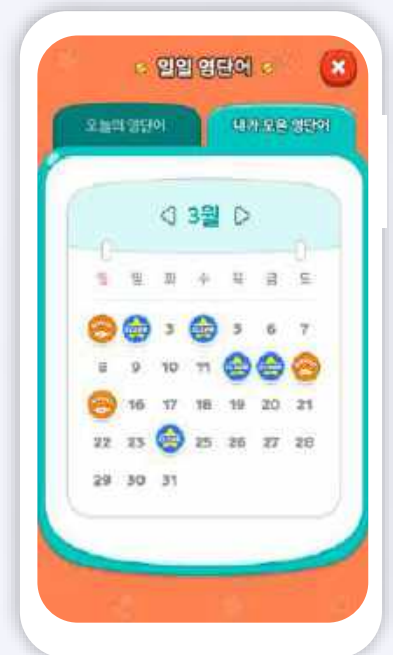 일일 영단어
오늘의 영단어 내가 모은 영단어
3월
일 월 화 수 목 금 토
3 5 6 7
8 9 10 11
16 17 18 19 20 21
22 23 25 26 27 28
29 30 31